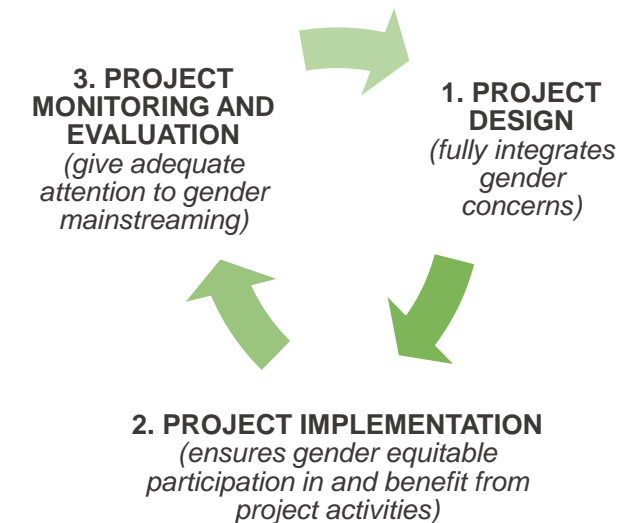 1. PROJECT
DESIGN
(fully integrates
gender
concerns)
2. PROJECT IMPLEMENTATION
(ensures gender equitable
participation in and benefit from
project activities)
3. PROJECT
MONITORING AND
EVALUATION
(give adequate
attention to gender
mainstreaming)